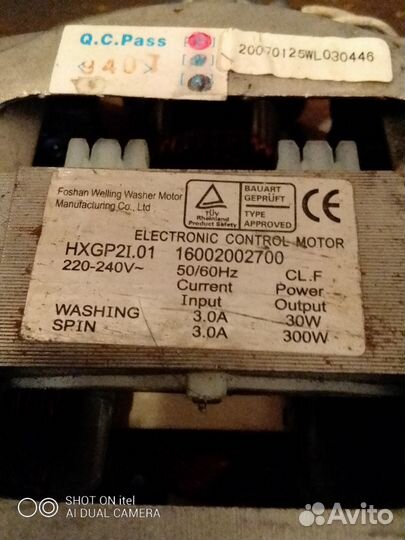 Q.C.Pass
20070125WL030446
Foshan Welling Washer Motor
Manufacturing Co., Ltd.
TÜV
Rheinland
Product Safety
BAUART
GEPRÜFT
TYPE
APPROVED
CE
ELECTRONIC CONTROL MOTOR
HXGP2I.01 16002002700
220-240V~ 50/60Hz CL.F
Current Power
Input Output
WASHING 3.0A 30W
SPIN 3.0A 300W
SHOT ON itel
AI DUAL CAMERA
Avito